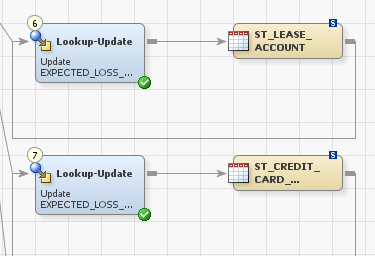 6
Lookup-Update
Update
EXPECTED_LOSS_...
S
ST_LEASE_
ACCOUNT
7
Lookup-Update
Update
EXPECTED_LOSS_...
S
ST_CREDIT_
CARD_...